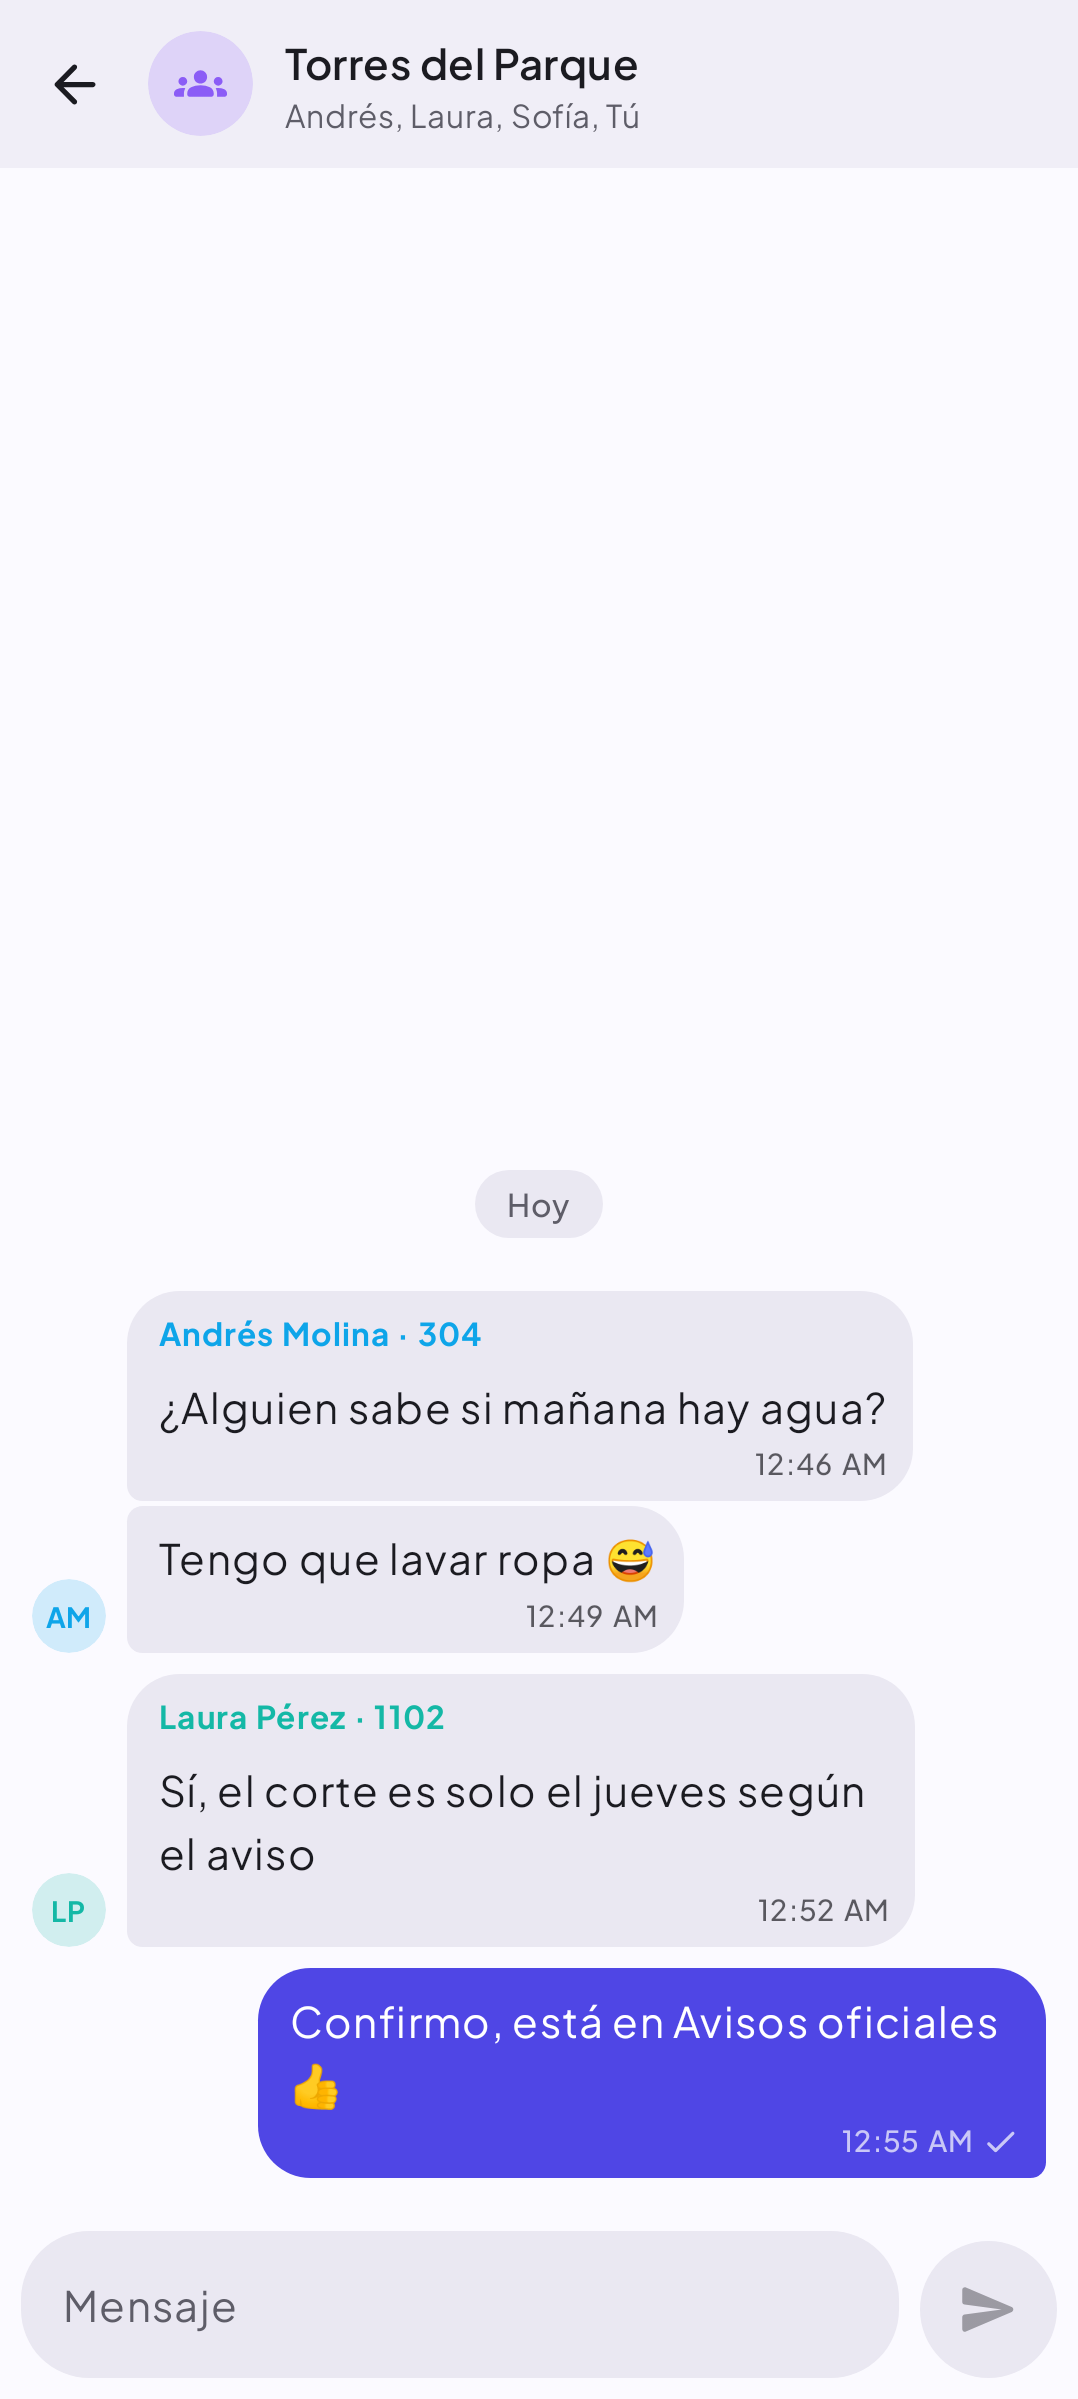 Torres del Parque
Andrés, Laura, Sofía, Tú
Hoy
Andrés Molina · 304
¿Alguien sabe si mañana hay agua?
12:46 AM
Tengo que lavar ropa 😅
12:49 AM
AM
Laura Pérez · 1102
Sí, el corte es solo el jueves según
el aviso
12:52 AM
LP
Confirmo, está en Avisos oficiales
👍
12:55 AM
Mensaje